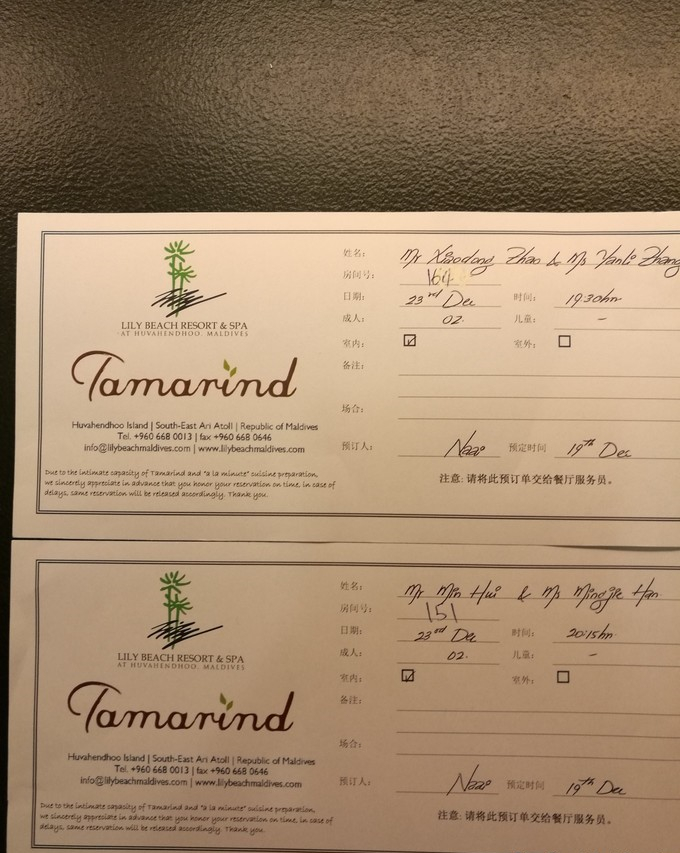 LILY BEACH RESORT & SPA
AT HUVAHENDHOO, MALDIVES
Tamarind
Huvahendhoo Island | South-East Ari Atoll | Republic of Maldives
Tel. +960 668 0013 | fax +960 668 0646
info@lilybeachmaldives.com | www.lilybeachmaldives.com
Due to the intimate capacity of Tamarind and "a la minute" cuisine preparation,
we sincerely appreciate in advance that you honor your reservation on time, in case of
delays, same reservation will be released accordingly. Thank you.
姓名: Mr Xiaodong Zhao & Ms Yanli Zhang
房间号: 164
日期: 23rd Dec 时间: 19:30hr
成人: 02. 儿童: -
室内: ☑ 室外: ☐
备注:
场合:
预订人: Naai 预定时间 19th Dec
注意: 请将此预订单交给餐厅服务员。
LILY BEACH RESORT & SPA
AT HUVAHENDHOO, MALDIVES
Tamarind
Huvahendhoo Island | South-East Ari Atoll | Republic of Maldives
Tel. +960 668 0013 | fax +960 668 0646
info@lilybeachmaldives.com | www.lilybeachmaldives.com
Due to the intimate capacity of Tamarind and "a la minute" cuisine preparation,
we sincerely appreciate in advance that you honor your reservation on time, in case of
delays, same reservation will be released accordingly. Thank you.
姓名: Mr Min Hui & Ms Mingjie Han
房间号: 151
日期: 23rd Dec 时间: 20:15hr
成人: 02. 儿童: -
室内: ☑ 室外: ☐
备注:
场合:
预订人: Naai 预定时间 19th Dec
注意: 请将此预订单交给餐厅服务员。